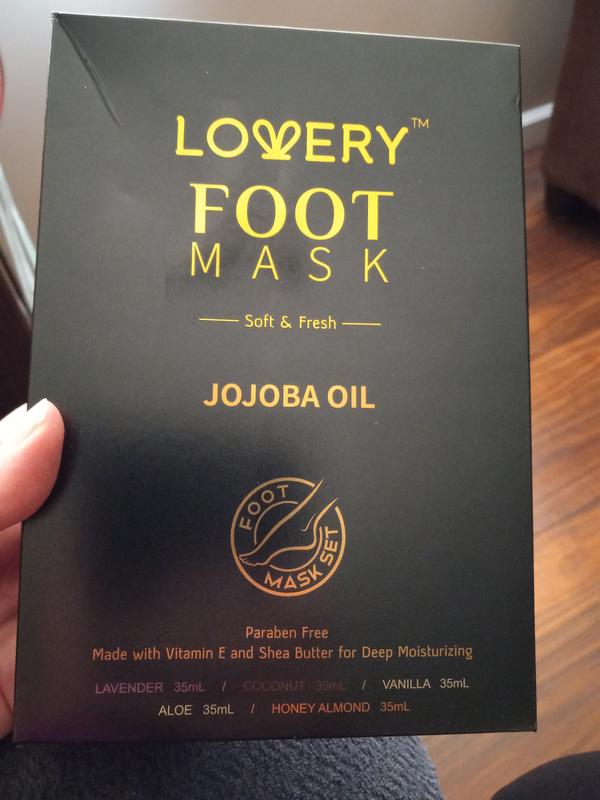 LOVERY™
FOOT
MASK
Soft & Fresh
JOJOBA OIL
FOOT
MASK SET
Paraben Free
Made with Vitamin E and Shea Butter for Deep Moisturizing
LAVENDER 35mL / COCONUT 35mL / VANILLA 35mL
ALOE 35mL / HONEY ALMOND 35mL